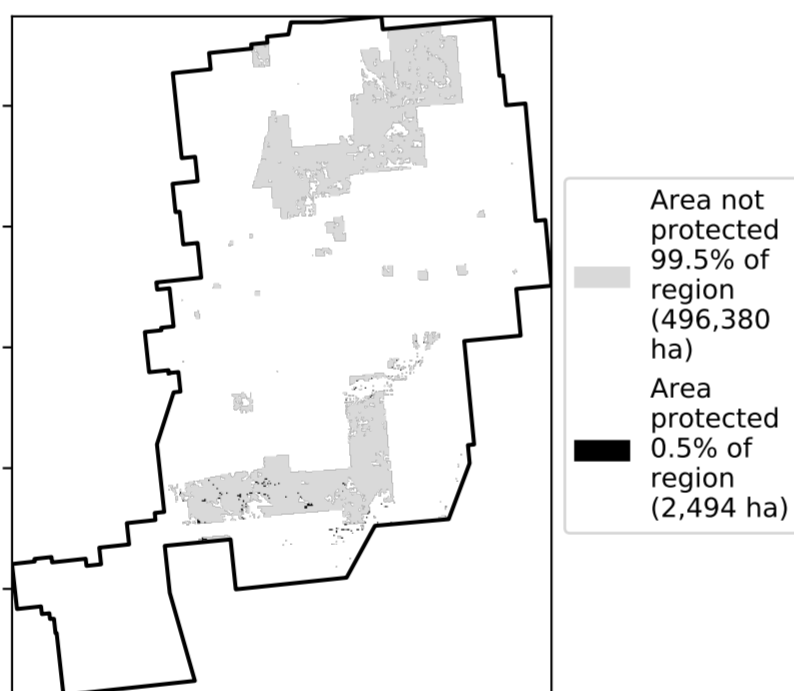 Area not
protected
99.5% of
region
(496,380
ha)
Area
protected
0.5% of
region
(2,494 ha)